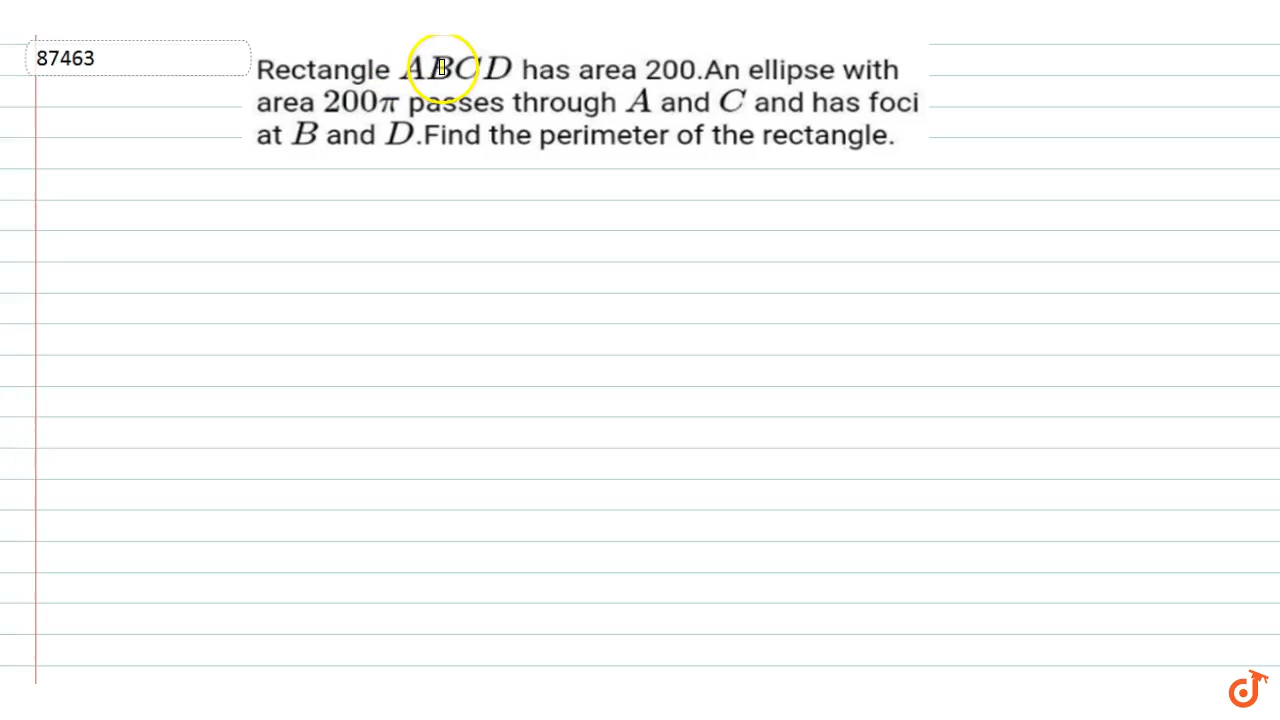 87463
Rectangle ABCD has area 200.An ellipse with
area 200π passes through A and C and has foci
at B and D.Find the perimeter of the rectangle.